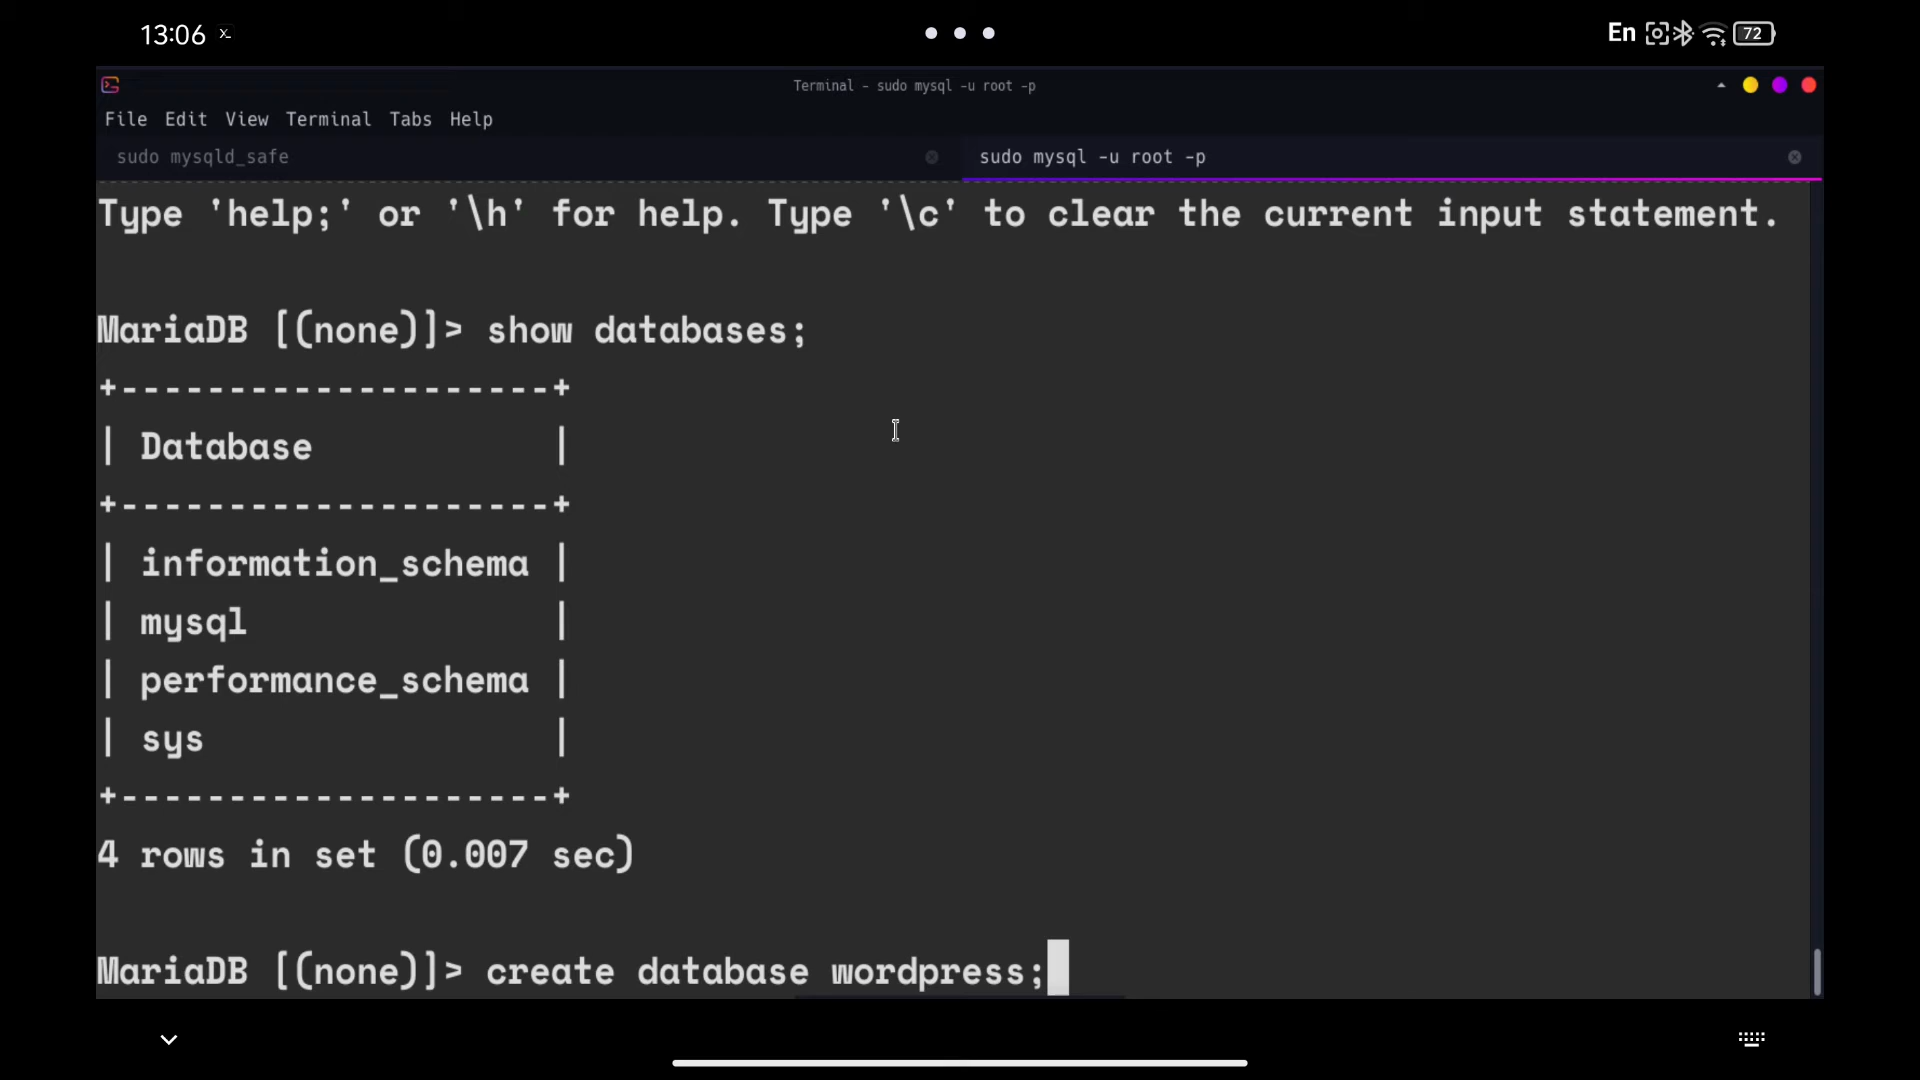 13:06
En 72
Terminal - sudo mysql -u root -p
File Edit View Terminal Tabs Help
sudo mysqld_safe
sudo mysql -u root -p
Type 'help;' or '\h' for help. Type '\c' to clear the current input statement.
MariaDB [(none)]> show databases;
+--------------------+
| Database           |
+--------------------+
| information_schema |
| mysql              |
| performance_schema |
| sys                |
+--------------------+
4 rows in set (0.007 sec)
MariaDB [(none)]> create database wordpress;